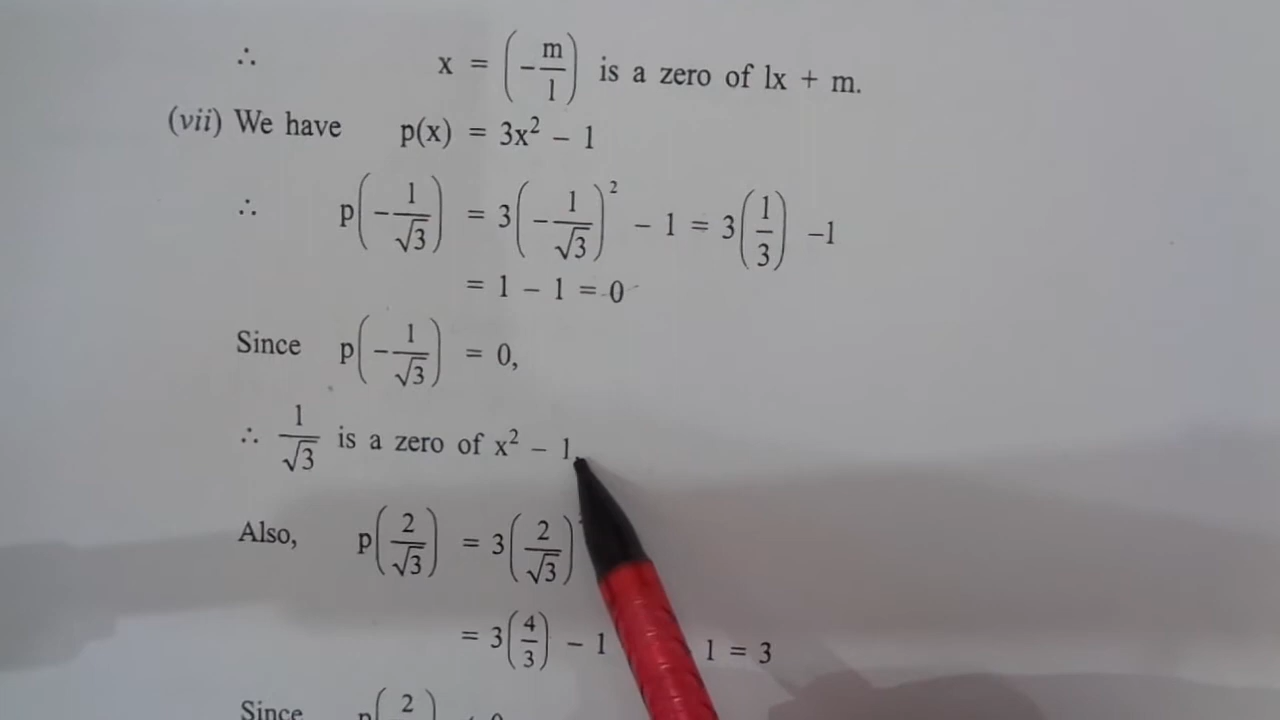 ∴ x = (−m/l) is a zero of lx + m.
(vii) We have p(x) = 3x² − 1
∴ p(−1/√3) = 3(−1/√3)² − 1 = 3(1/3) −1
= 1 − 1 = 0
Since p(−1/√3) = 0,
∴ 1/√3 is a zero of x² − 1.
Also, p(2/√3) = 3(2/√3)
= 3(4/3) − 1 1 = 3
Since p(2